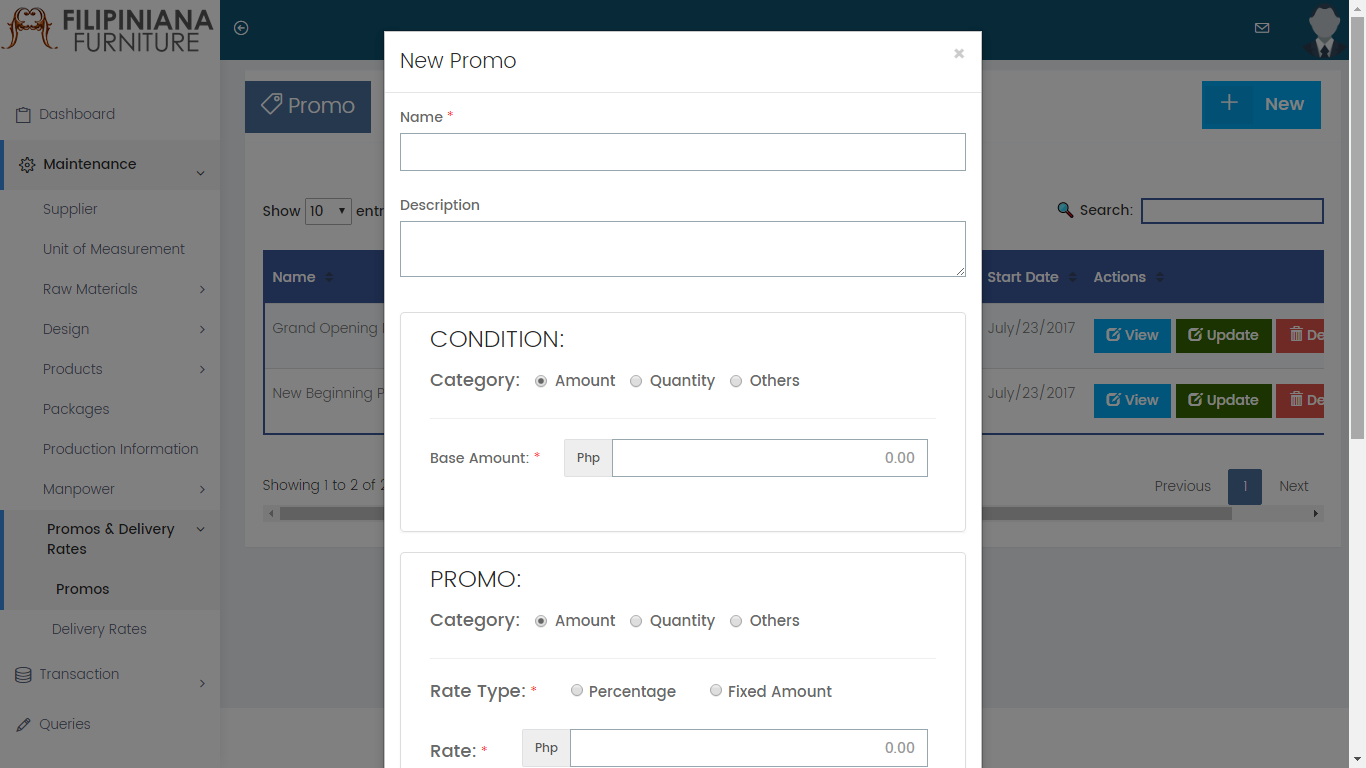 FILIPINIANA
FURNITURE
Dashboard
Maintenance
Supplier
Unit of Measurement
Raw Materials
Design
Products
Packages
Production Information
Manpower
Promos & Delivery
Rates
Promos
Delivery Rates
Transaction
Queries
Promo
New
Show 10 entr
Search:
Name
Start Date
Actions
Grand Opening
July/23/2017
View
Update
De
New Beginning P
July/23/2017
View
Update
De
Showing 1 to 2 of 2
Previous
1
Next
New Promo
×
Name *
Description
CONDITION:
Category: Amount Quantity Others
Base Amount: * Php 0.00
PROMO:
Category: Amount Quantity Others
Rate Type: * Percentage Fixed Amount
Rate: * Php 0.00